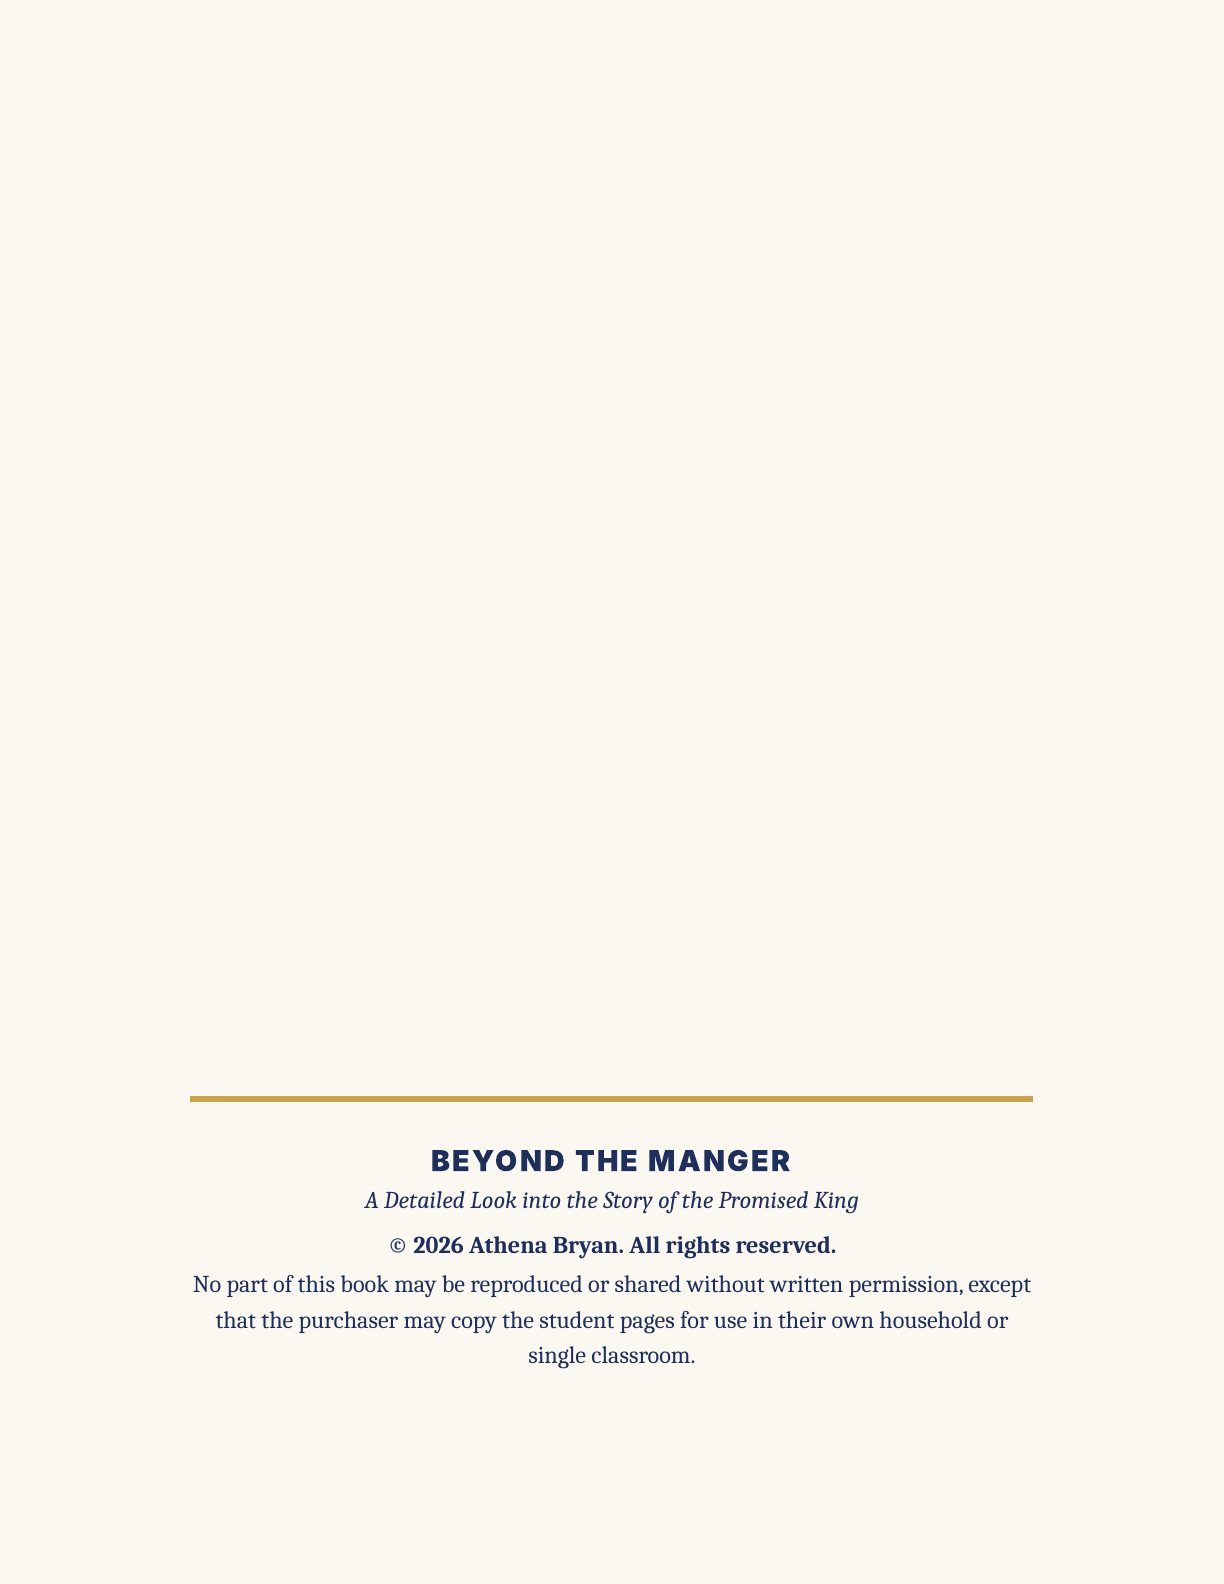 BEYOND THE MANGER
A Detailed Look into the Story of the Promised King
© 2026 Athena Bryan. All rights reserved.
No part of this book may be reproduced or shared without written permission, except
that the purchaser may copy the student pages for use in their own household or
single classroom.